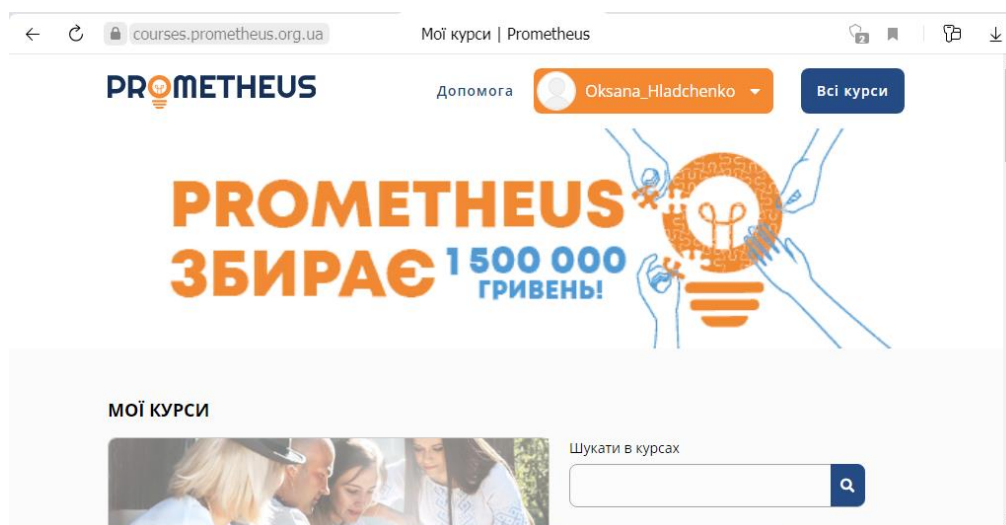 courses.prometheus.org.ua
Мої курси | Prometheus
2
PROMETHEUS
Допомога
Oksana_Hladchenko
Всі курси
PROMETHEUS
ЗБИРАЄ 1 500 000
ГРИВЕНЬ!
МОЇ КУРСИ
Шукати в курсах